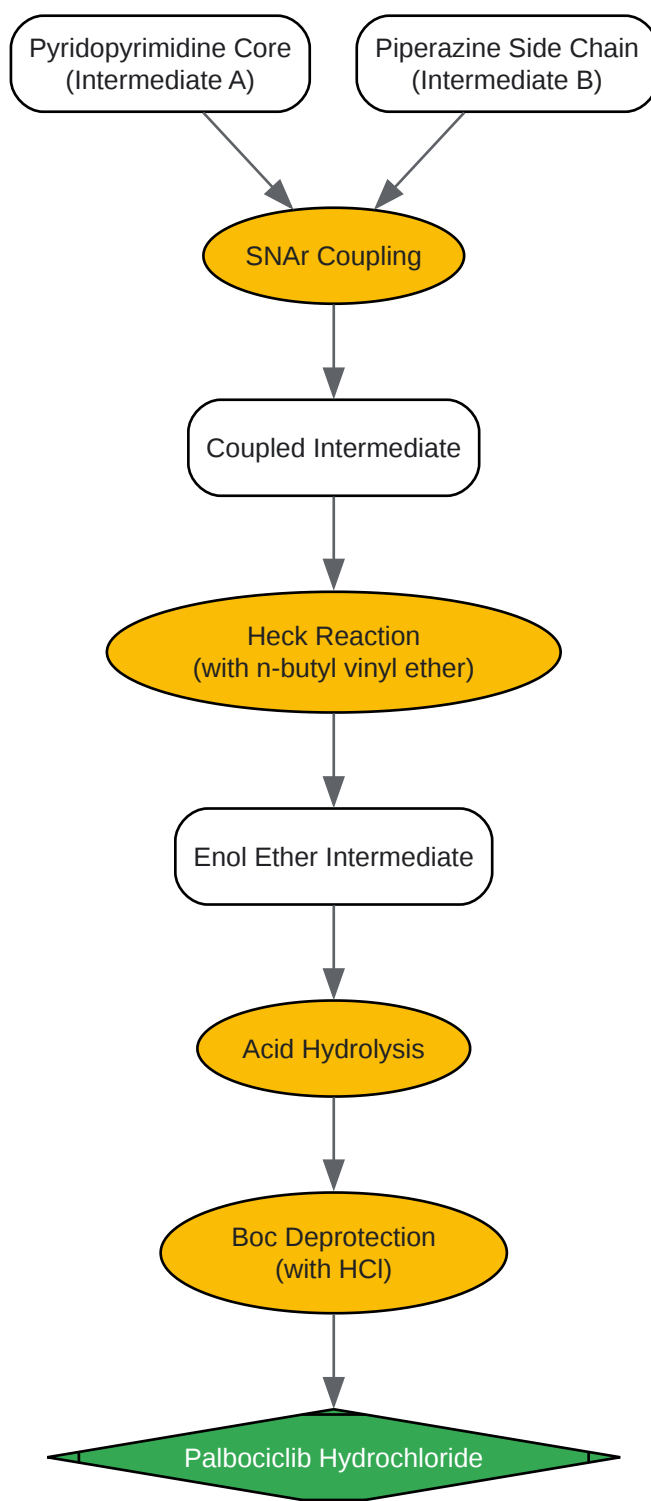 Pyridopyrimidine Core
(Intermediate A)
Piperazine Side Chain
(Intermediate B)
SNAr Coupling
Coupled Intermediate
Heck Reaction
(with n-butyl vinyl ether)
Enol Ether Intermediate
Acid Hydrolysis
Boc Deprotection
(with HCl)
Palbociclib Hydrochloride